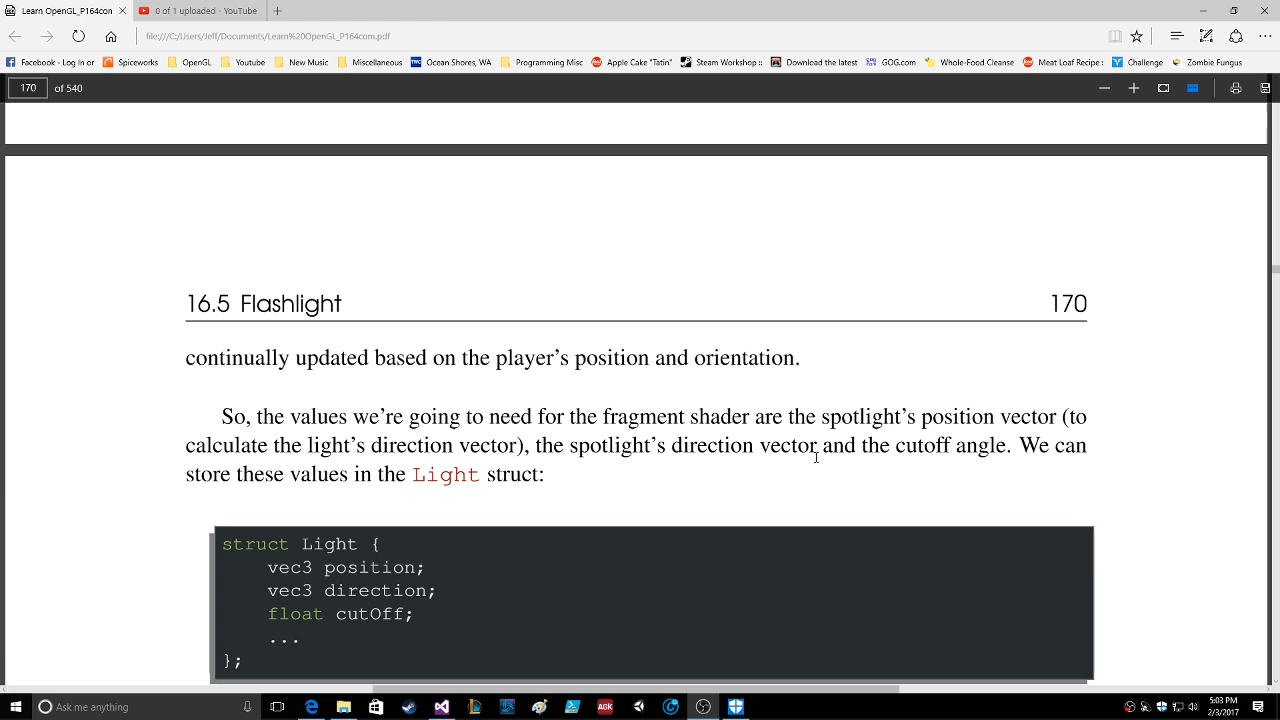 Learn OpenGL_P164com
0 of 1 uploaded - YouTube
file:///C:/Users/Jeff/Documents/Learn%20OpenGL_P164com.pdf
Facebook - Log in or
Spiceworks
OpenGL
Youtube
New Music
Miscellaneous
Ocean Shores, WA
Programming Misc
Apple Cake "Tatin"
Steam Workshop ::
Download the latest
GOG.com
Whole-Food Cleanse
Meat Loaf Recipe
Challenge
Zombie Fungus
170 of 540
16.5 Flashlight 170
continually updated based on the player's position and orientation.
So, the values we're going to need for the fragment shader are the spotlight's position vector (to
calculate the light's direction vector), the spotlight's direction vector and the cutoff angle. We can
store these values in the Light struct:
struct Light {
vec3 position;
vec3 direction;
float cutOff;
...
};
Ask me anything
AGK
5:03 PM
2/3/2017